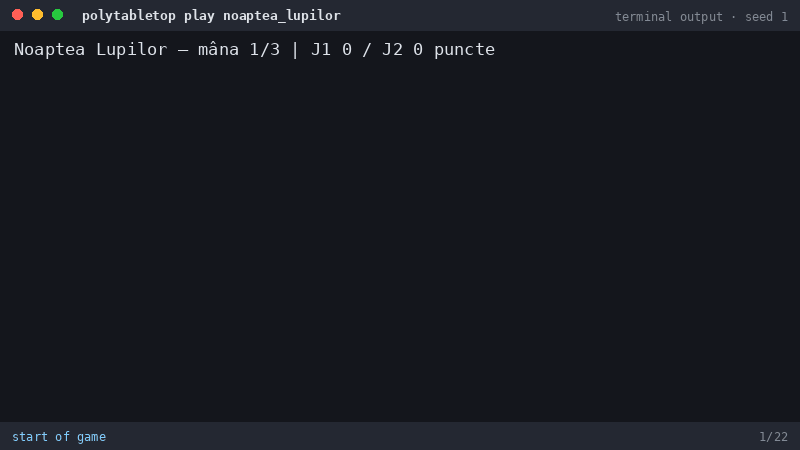 polytabletop play noaptea_lupilor
terminal output · seed 1
Noaptea Lupilor — mâna 1/3 | J1 0 / J2 0 puncte
start of game
1/22